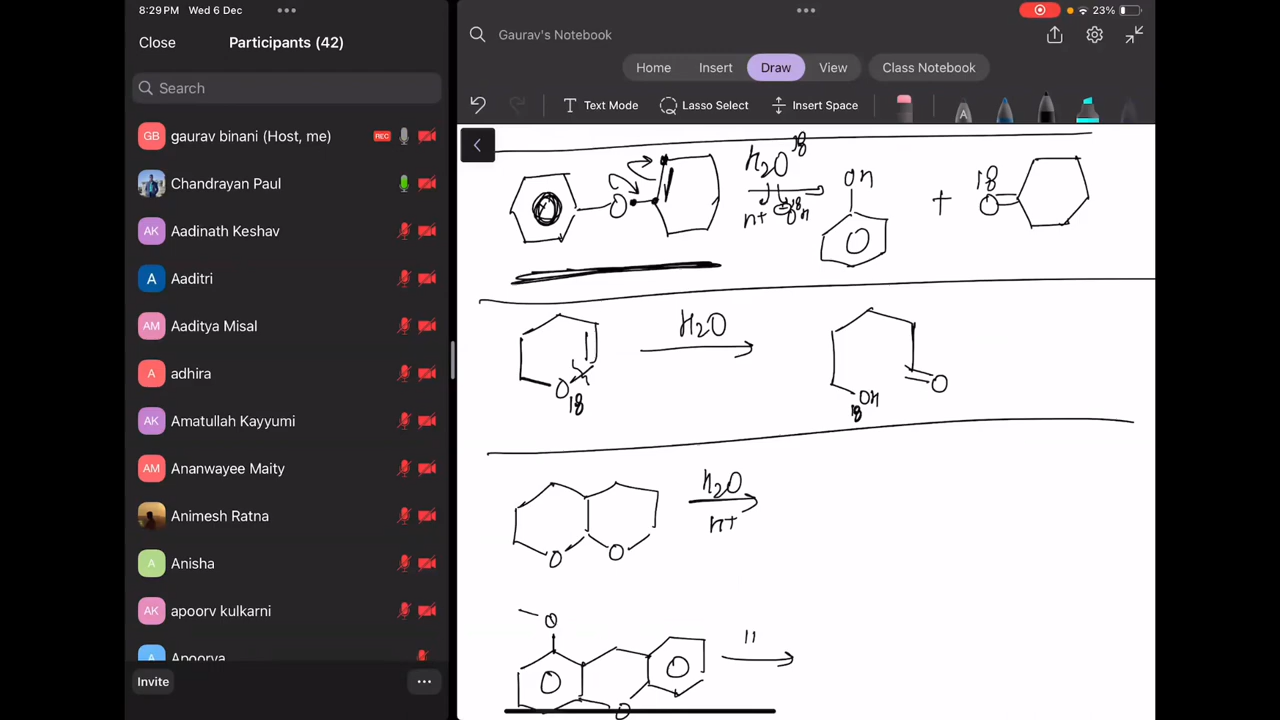 8:29 PM Wed 6 Dec
23%
Close
Participants (42)
Search
GB gaurav binani (Host, me) REC
Chandrayan Paul
AK Aadinath Keshav
A Aaditri
AM Aaditya Misal
A adhira
AK Amatullah Kayyumi
AM Ananwayee Maity
Animesh Ratna
A Anisha
AK apoorv kulkarni
Apoorva
Invite
Gaurav's Notebook
Home
Insert
Draw
View
Class Notebook
Text Mode
Lasso Select
Insert Space
O
H2O18
H+
OH
+
18
O
H2O
O
18
OH
18
O
H2O
H+
O
O
O
O